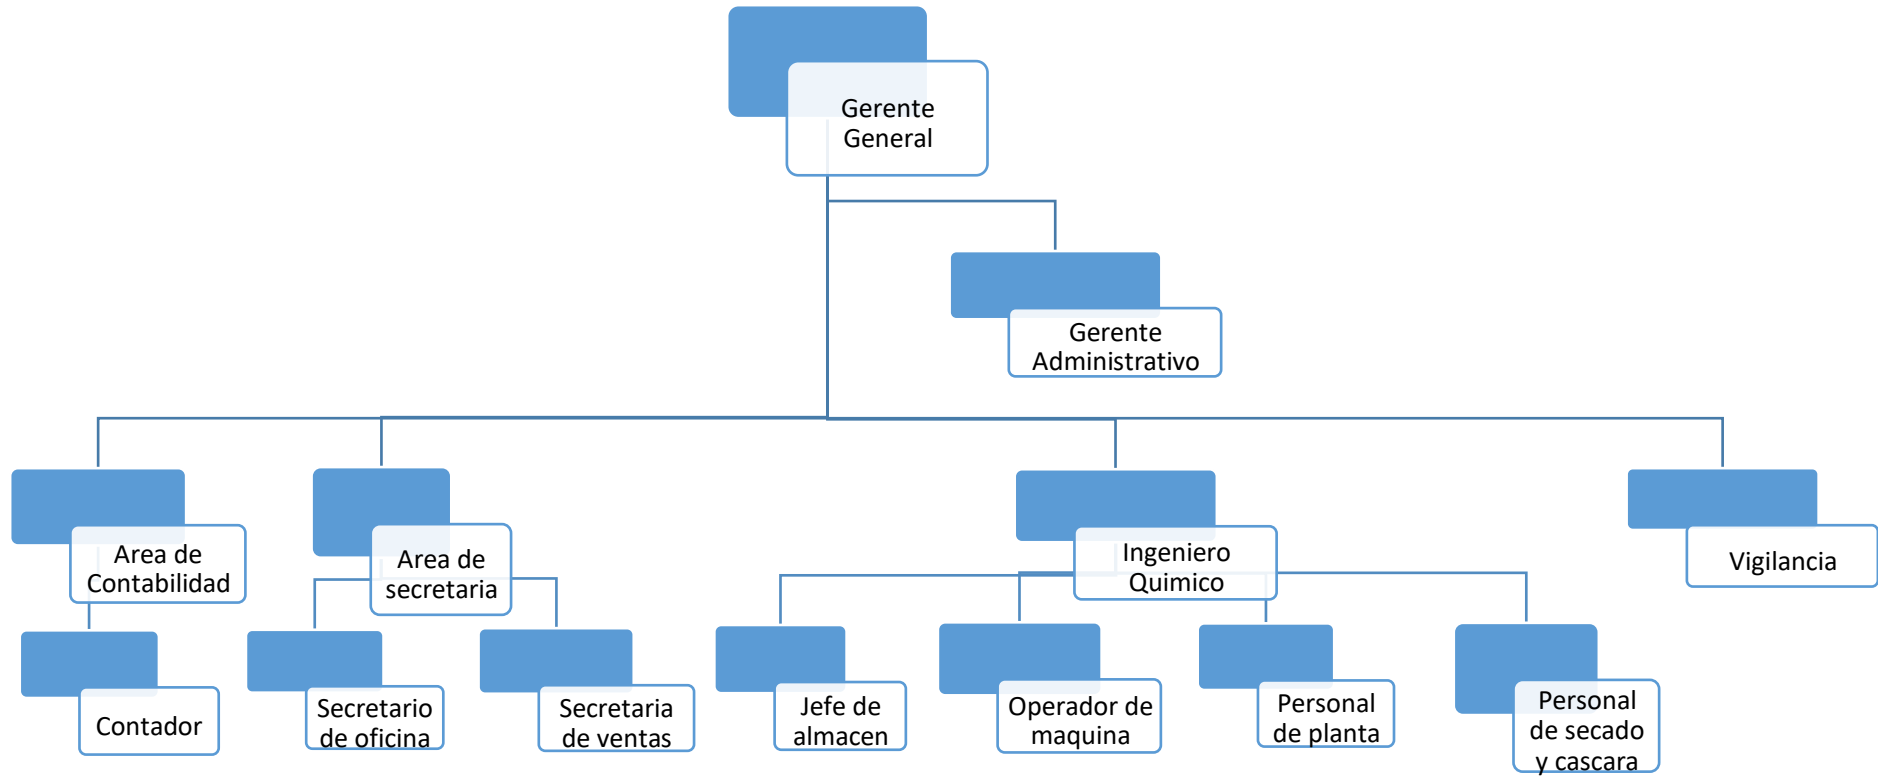 Gerente
General
Gerente
Administrativo
Area de
Contabilidad
Area de
secretaria
Ingeniero
Quimico
Vigilancia
Contador
Secretario
de oficina
Secretaria
de ventas
Jefe de
almacen
Operador de
maquina
Personal
de planta
Personal
de secado
y cascara